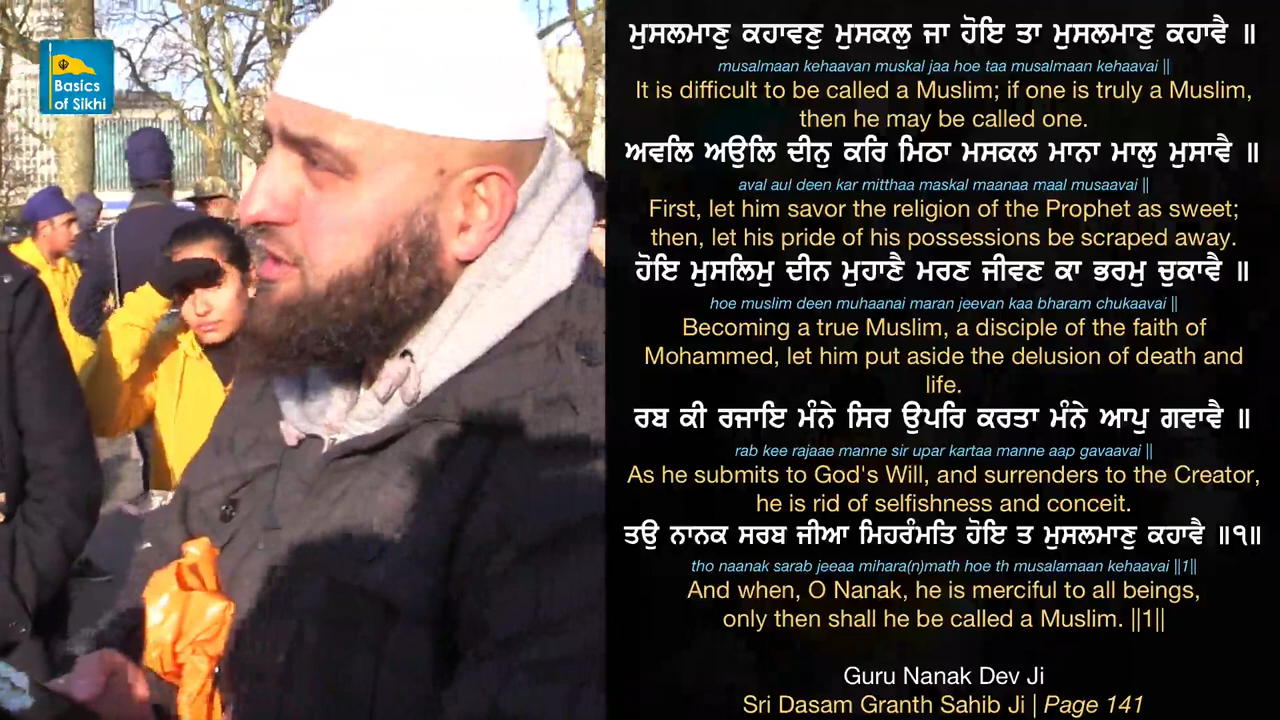 Basics
of Sikhi
ਮੁਸਲਮਾਣੁ ਕਹਾਵਣੁ ਮੁਸਕਲੁ ਜਾ ਹੋਇ ਤਾ ਮੁਸਲਮਾਣੁ ਕਹਾਵੈ ॥
musalmaan kehaavan muskal jaa hoe taa musalmaan kehaavai ||
It is difficult to be called a Muslim; if one is truly a Muslim,
then he may be called one.
ਅਵਲਿ ਅਉਲਿ ਦੀਨੁ ਕਰਿ ਮਿਠਾ ਮਸਕਲ ਮਾਨਾ ਮਾਲੁ ਮੁਸਾਵੈ ॥
aval aul deen kar mitthaa maskal maanaa maal musaavai ||
First, let him savor the religion of the Prophet as sweet;
then, let his pride of his possessions be scraped away.
ਹੋਇ ਮੁਸਲਿਮੁ ਦੀਨ ਮੁਹਾਣੈ ਮਰਣ ਜੀਵਣ ਕਾ ਭਰਮੁ ਚੁਕਾਵੈ ॥
hoe muslim deen muhaanai maran jeevan kaa bharam chukaavai ||
Becoming a true Muslim, a disciple of the faith of
Mohammed, let him put aside the delusion of death and
life.
ਰਬ ਕੀ ਰਜਾਇ ਮੰਨੇ ਸਿਰ ਉਪਰਿ ਕਰਤਾ ਮੰਨੇ ਆਪੁ ਗਵਾਵੈ ॥
rab kee rajaae manne sir upar kartaa manne aap gavaavai ||
As he submits to God's Will, and surrenders to the Creator,
he is rid of selfishness and conceit.
ਤਉ ਨਾਨਕ ਸਰਬ ਜੀਆ ਮਿਹਰੰਮਤਿ ਹੋਇ ਤ ਮੁਸਲਮਾਣੁ ਕਹਾਵੈ ॥੧॥
tho naanak sarab jeeaa mihara(n)math hoe th musalamaan kehaavai ||1||
And when, O Nanak, he is merciful to all beings,
only then shall he be called a Muslim. ||1||
Guru Nanak Dev Ji
Sri Dasam Granth Sahib Ji | Page 141